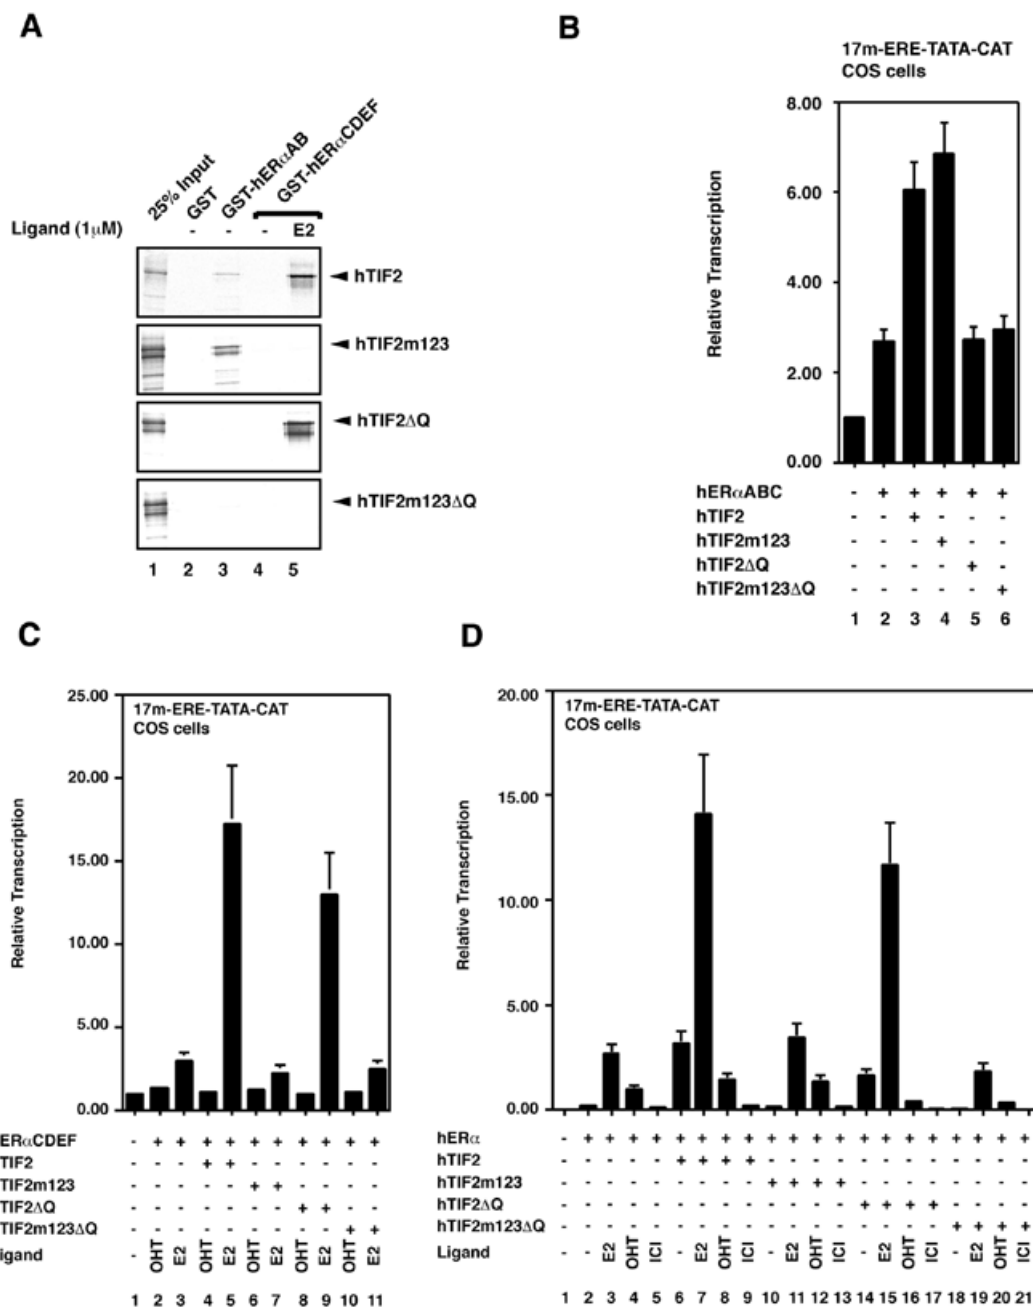 A
25% Input
GST
GST-hERαAB
GST-hERαCDEF
Ligand (1μM) - - - E2
hTIF2
hTIF2m123
hTIF2ΔQ
hTIF2m123ΔQ
1 2 3 4 5
B
17m-ERE-TATA-CAT
COS cells
Relative Transcription
8.00
6.00
4.00
2.00
0.00
hERαABC - + + + + +
hTIF2 - - + - - -
hTIF2m123 - - - + - -
hTIF2ΔQ - - - - + -
hTIF2m123ΔQ - - - - - +
1 2 3 4 5 6
C
17m-ERE-TATA-CAT
COS cells
Relative Transcription
25.00
20.00
15.00
10.00
5.00
0.00
ERαCDEF - + + + + + + + + + +
TIF2 - - - + + - - - - - -
TIF2m123 - - - - - + + - - - -
TIF2ΔQ - - - - - - - + + - -
TIF2m123ΔQ - - - - - - - - - + +
igand OHT E2 OHT E2 OHT E2 OHT E2 OHT E2
1 2 3 4 5 6 7 8 9 10 11
D
17m-ERE-TATA-CAT
COS cells
Relative Transcription
20.00
15.00
10.00
5.00
0.00
hERα - + + + + + + + + + + + + + + + + + + + +
hTIF2 - - - - - + + + + - - - - - - - - - - - -
hTIF2m123 - - - - - - - - - + + + + - - - - - - - -
hTIF2ΔQ - - - - - - - - - - - - - + + + + - - - -
hTIF2m123ΔQ - - - - - - - - - - - - - - - - - + + + +
Ligand E2 OHT ICI E2 OHT ICI E2 OHT ICI E2 OHT ICI E2 OHT ICI
1 2 3 4 5 6 7 8 9 10 11 12 13 14 15 16 17 18 19 20 21